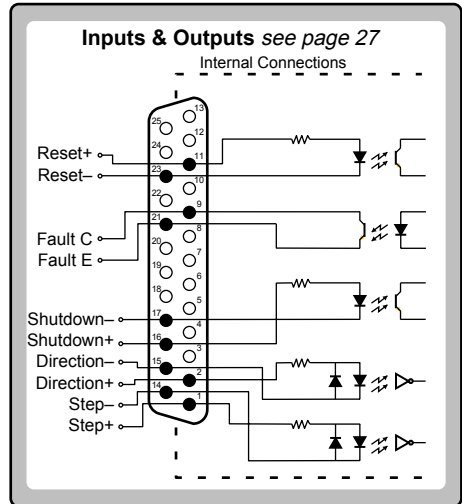 Inputs & Outputs see page 27
Internal Connections
13
25
12
24
11
23
10
22
9
21
8
20
7
19
6
18
5
17
4
16
3
15
2
14
1
Reset+
Reset–
Fault C
Fault E
Shutdown–
Shutdown+
Direction–
Direction+
Step–
Step+